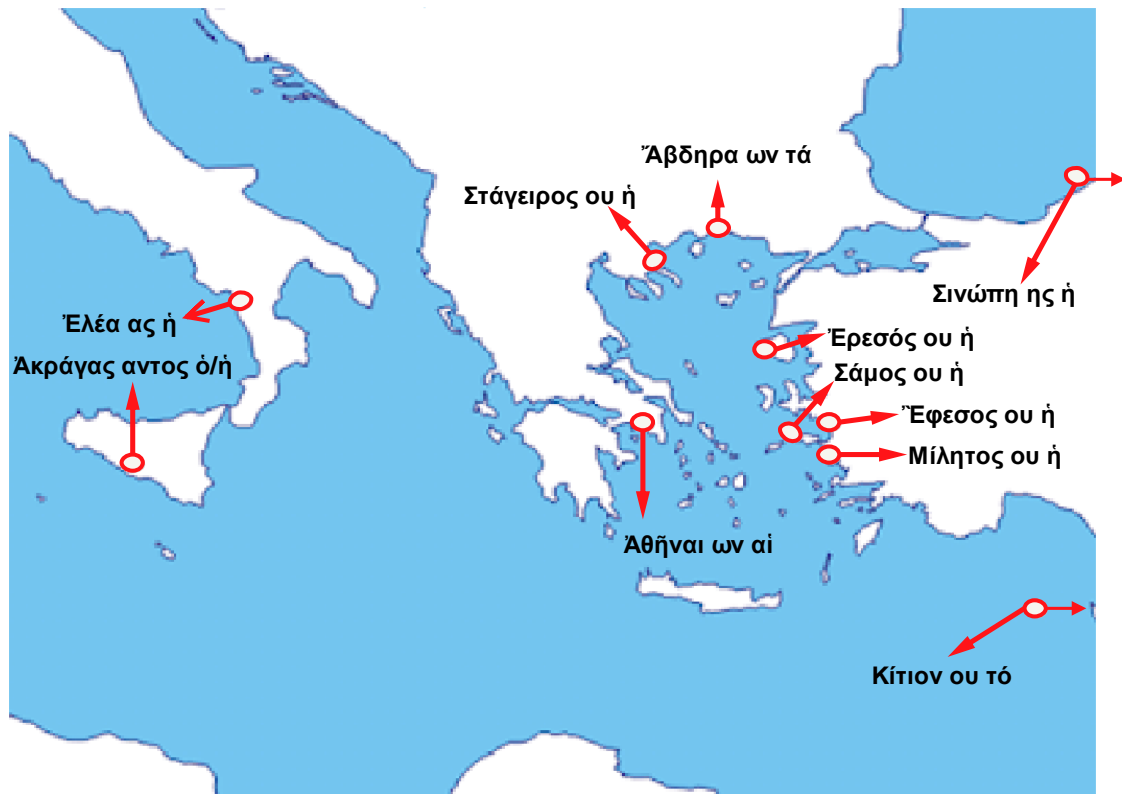 Ἄβδηρα ων τά
Στάγειρος ου ἡ
Σινώπη ης ἡ
Ἐλέα ας ἡ
Ἐρεσός ου ἡ
Ἀκράγας αντος ὁ/ἡ
Σάμος ου ἡ
Ἔφεσος ου ἡ
Μίλητος ου ἡ
Ἀθῆναι ων αἱ
Κίτιον ου τό